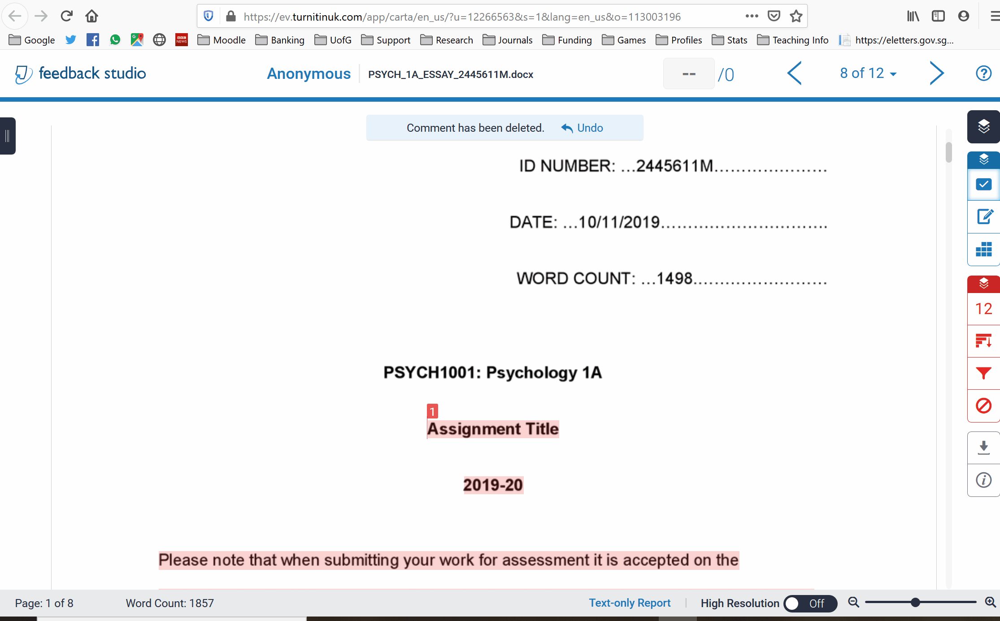 https://ev.turnitinuk.com/app/carta/en_us/?u=12266563&s=1&lang=en_us&o=113003196
Google BBC NEWS Moodle Banking UofG Support Research Journals Funding Games Profiles Stats Teaching Info https://eletters.gov.sg...
feedback studio Anonymous PSYCH_1A_ESSAY_2445611M.docx -- /0 8 of 12 ?
Comment has been deleted. Undo
ID NUMBER: ...2445611M.....................
DATE: ...10/11/2019...............................
WORD COUNT: ...1498.........................
12
PSYCH1001: Psychology 1A
1
Assignment Title
2019-20
Please note that when submitting your work for assessment it is accepted on the
Page: 1 of 8 Word Count: 1857 Text-only Report High Resolution Off